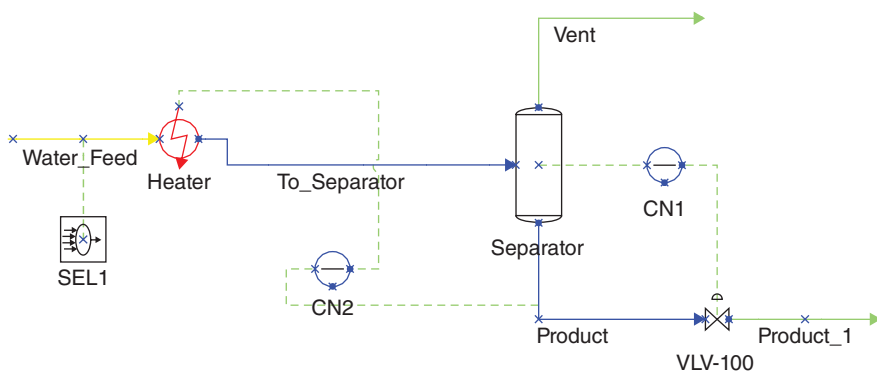 Vent
Water_Feed
Heater
To_Separator
CN1
Separator
SEL1
CN2
Product
Product_1
VLV-100